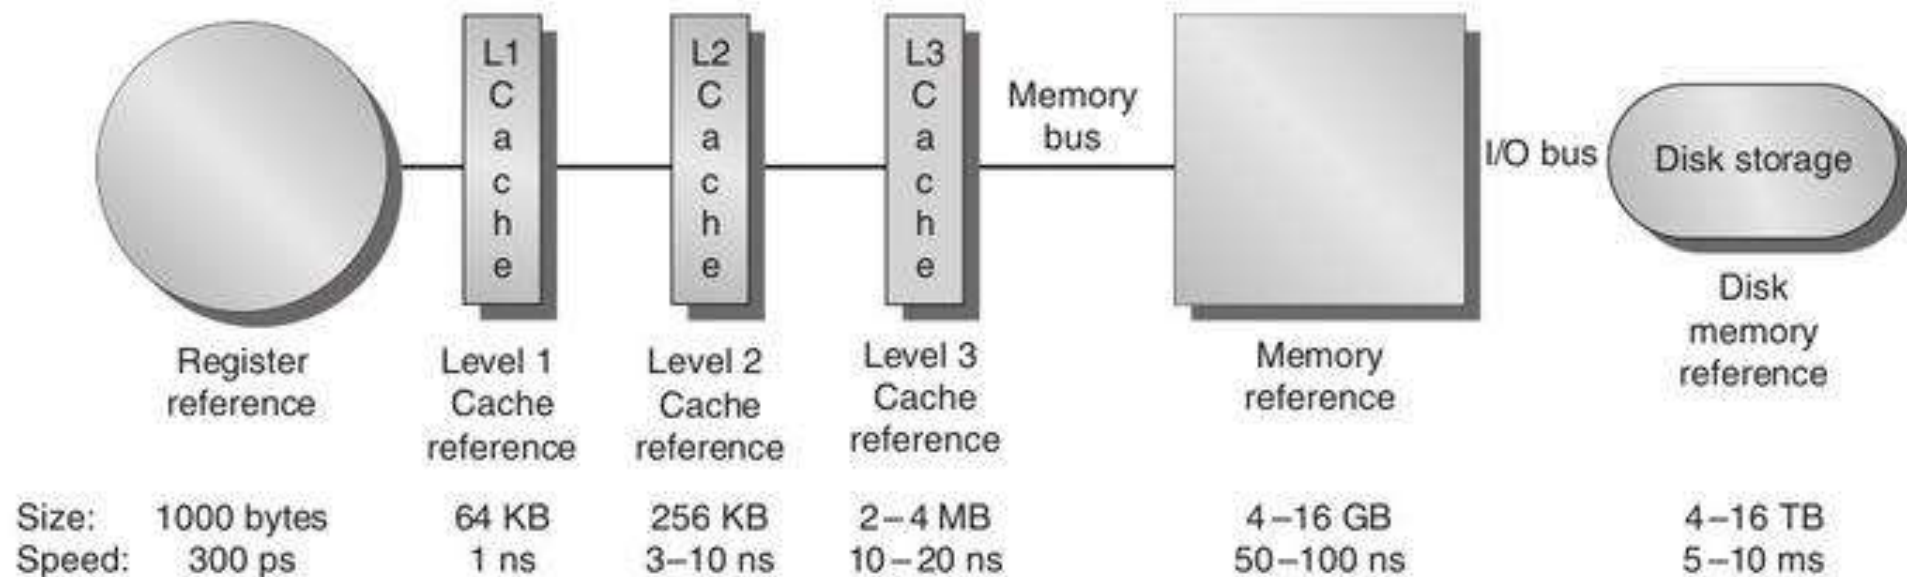 L1
C
a
c
h
e
L2
C
a
c
h
e
L3
C
a
c
h
e
Memory
bus
I/O bus
Disk storage
Register
reference
Level 1
Cache
reference
Level 2
Cache
reference
Level 3
Cache
reference
Memory
reference
Disk
memory
reference
Size: 1000 bytes 64 KB 256 KB 2–4 MB 4–16 GB 4–16 TB
Speed: 300 ps 1 ns 3–10 ns 10–20 ns 50–100 ns 5–10 ms